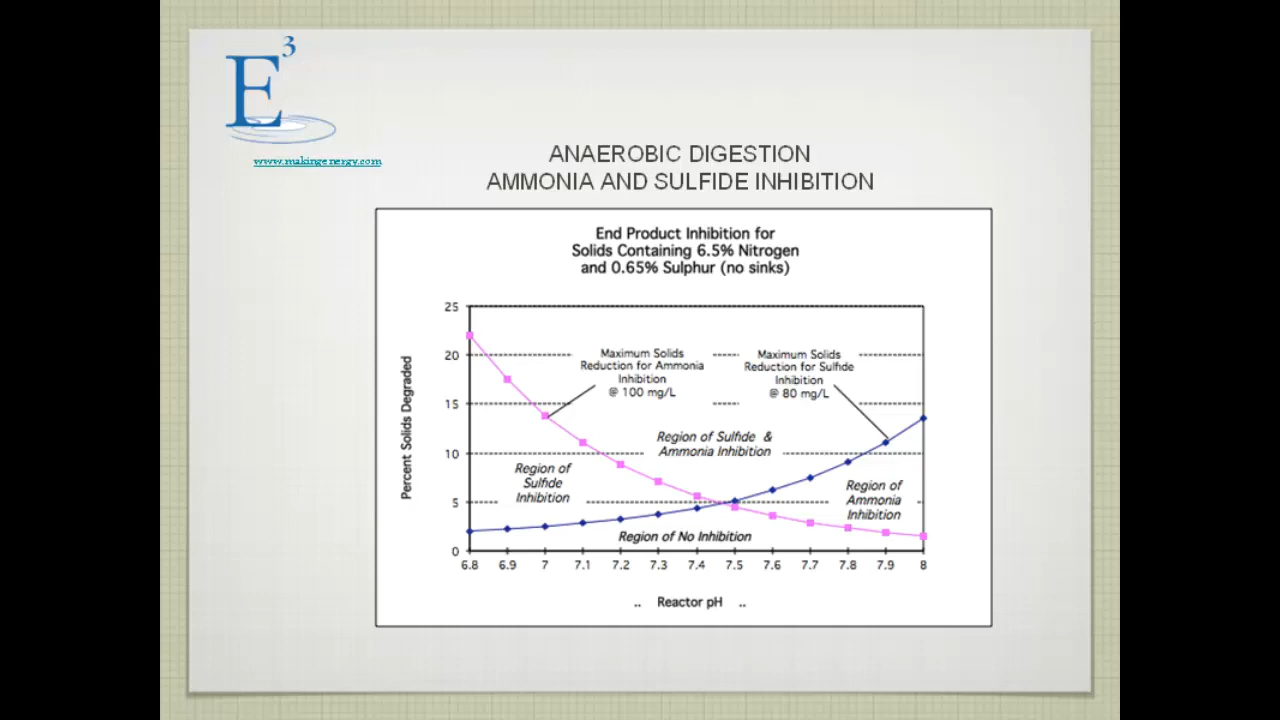 E3
www.makingenergy.com
ANAEROBIC DIGESTION
AMMONIA AND SULFIDE INHIBITION
End Product Inhibition for
Solids Containing 6.5% Nitrogen
and 0.65% Sulphur (no sinks)
Percent Solids Degraded
25
20
15
10
5
0
Maximum Solids
Reduction for Ammonia
Inhibition
@ 100 mg/L
Maximum Solids
Reduction for Sulfide
Inhibition
@ 80 mg/L
Region of Sulfide &
Ammonia Inhibition
Region of
Sulfide
Inhibition
Region of
Ammonia
Inhibition
Region of No Inhibition
6.8 6.9 7 7.1 7.2 7.3 7.4 7.5 7.6 7.7 7.8 7.9 8
.. Reactor pH ..